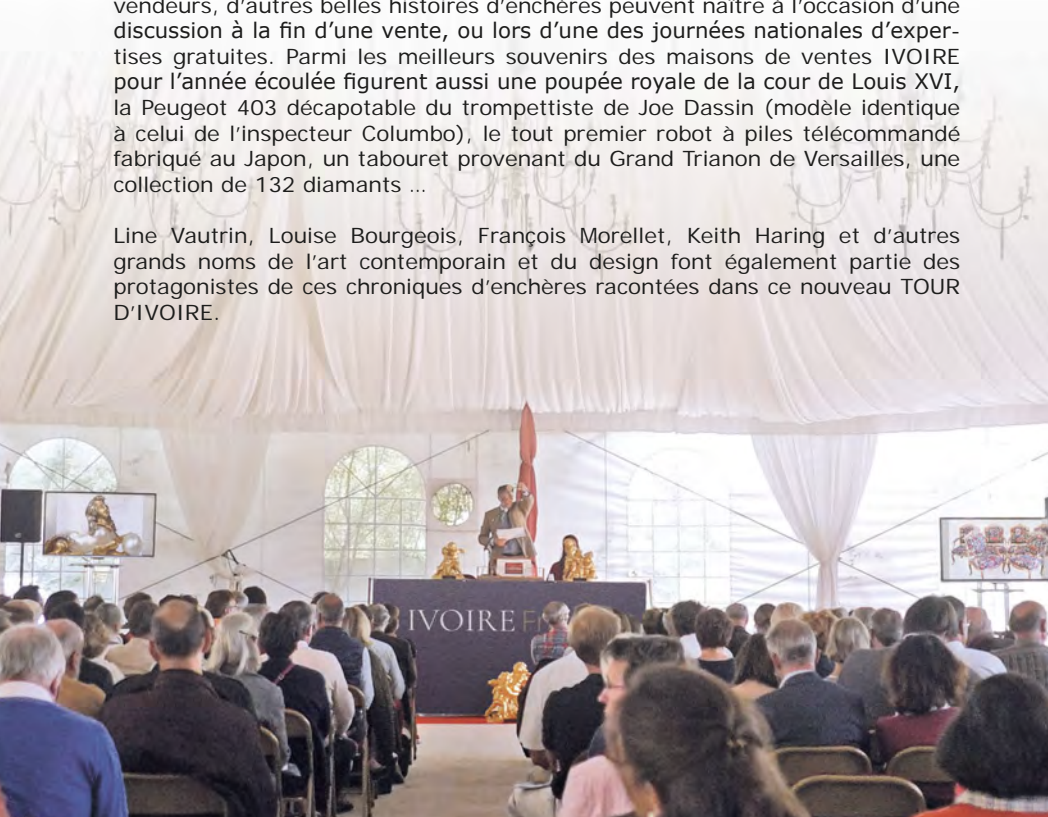 vendeurs, d'autres belles histoires d'enchères peuvent naître à l'occasion d'une
discussion à la fin d'une vente, ou lors d'une des journées nationales d'exper-
tises gratuites. Parmi les meilleurs souvenirs des maisons de ventes IVOIRE
pour l'année écoulée figurent aussi une poupée royale de la cour de Louis XVI,
la Peugeot 403 décapotable du trompettiste de Joe Dassin (modèle identique
à celui de l'inspecteur Columbo), le tout premier robot à piles télécommandé
fabriqué au Japon, un tabouret provenant du Grand Trianon de Versailles, une
collection de 132 diamants ...
Line Vautrin, Louise Bourgeois, François Morellet, Keith Haring et d'autres
grands noms de l'art contemporain et du design font également partie des
protagonistes de ces chroniques d'enchères racontées dans ce nouveau TOUR
D'IVOIRE.
IVOIRE